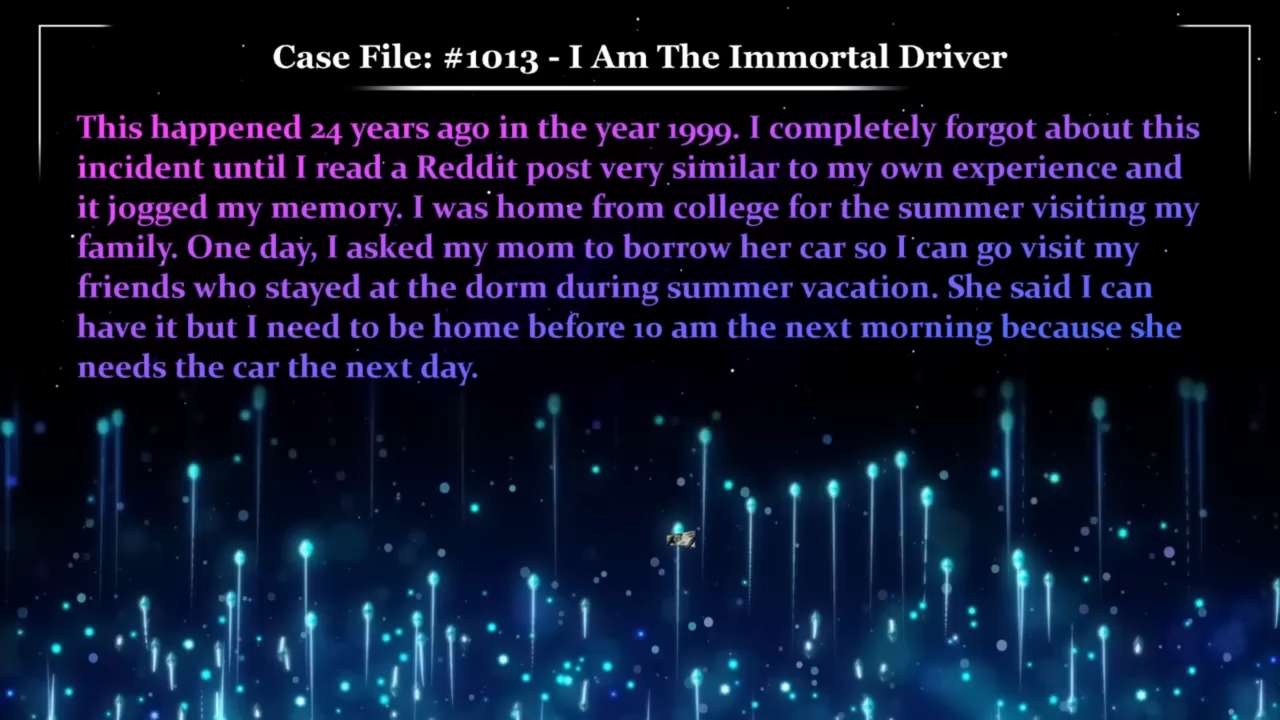 Case File: #1013 - I Am The Immortal Driver
This happened 24 years ago in the year 1999. I completely forgot about this
incident until I read a Reddit post very similar to my own experience and
it jogged my memory. I was home from college for the summer visiting my
family. One day, I asked my mom to borrow her car so I can go visit my
friends who stayed at the dorm during summer vacation. She said I can
have it but I need to be home before 10 am the next morning because she
needs the car the next day.